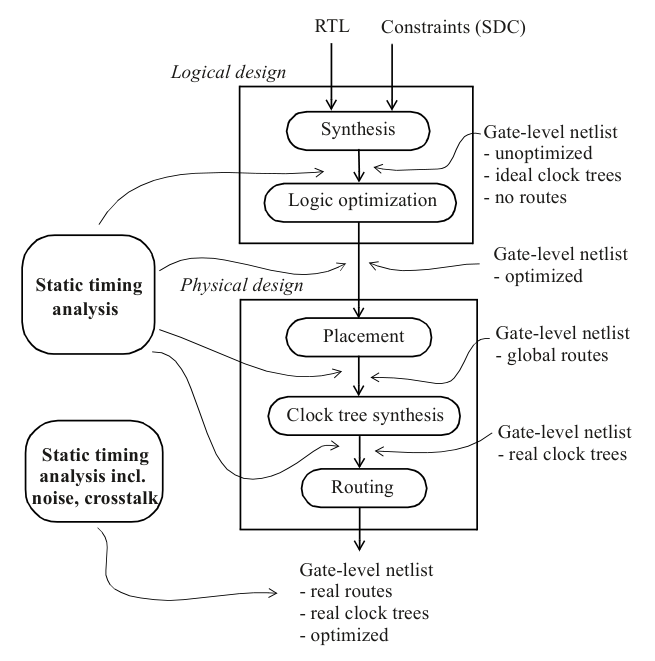 RTL
Constraints (SDC)
Logical design
Synthesis
Gate-level netlist
- unoptimized
- ideal clock trees
- no routes
Logic optimization
Gate-level netlist
- optimized
Static timing
analysis
Physical design
Placement
Gate-level netlist
- global routes
Clock tree synthesis
Gate-level netlist
- real clock trees
Static timing
analysis incl.
noise, crosstalk
Routing
Gate-level netlist
- real routes
- real clock trees
- optimized